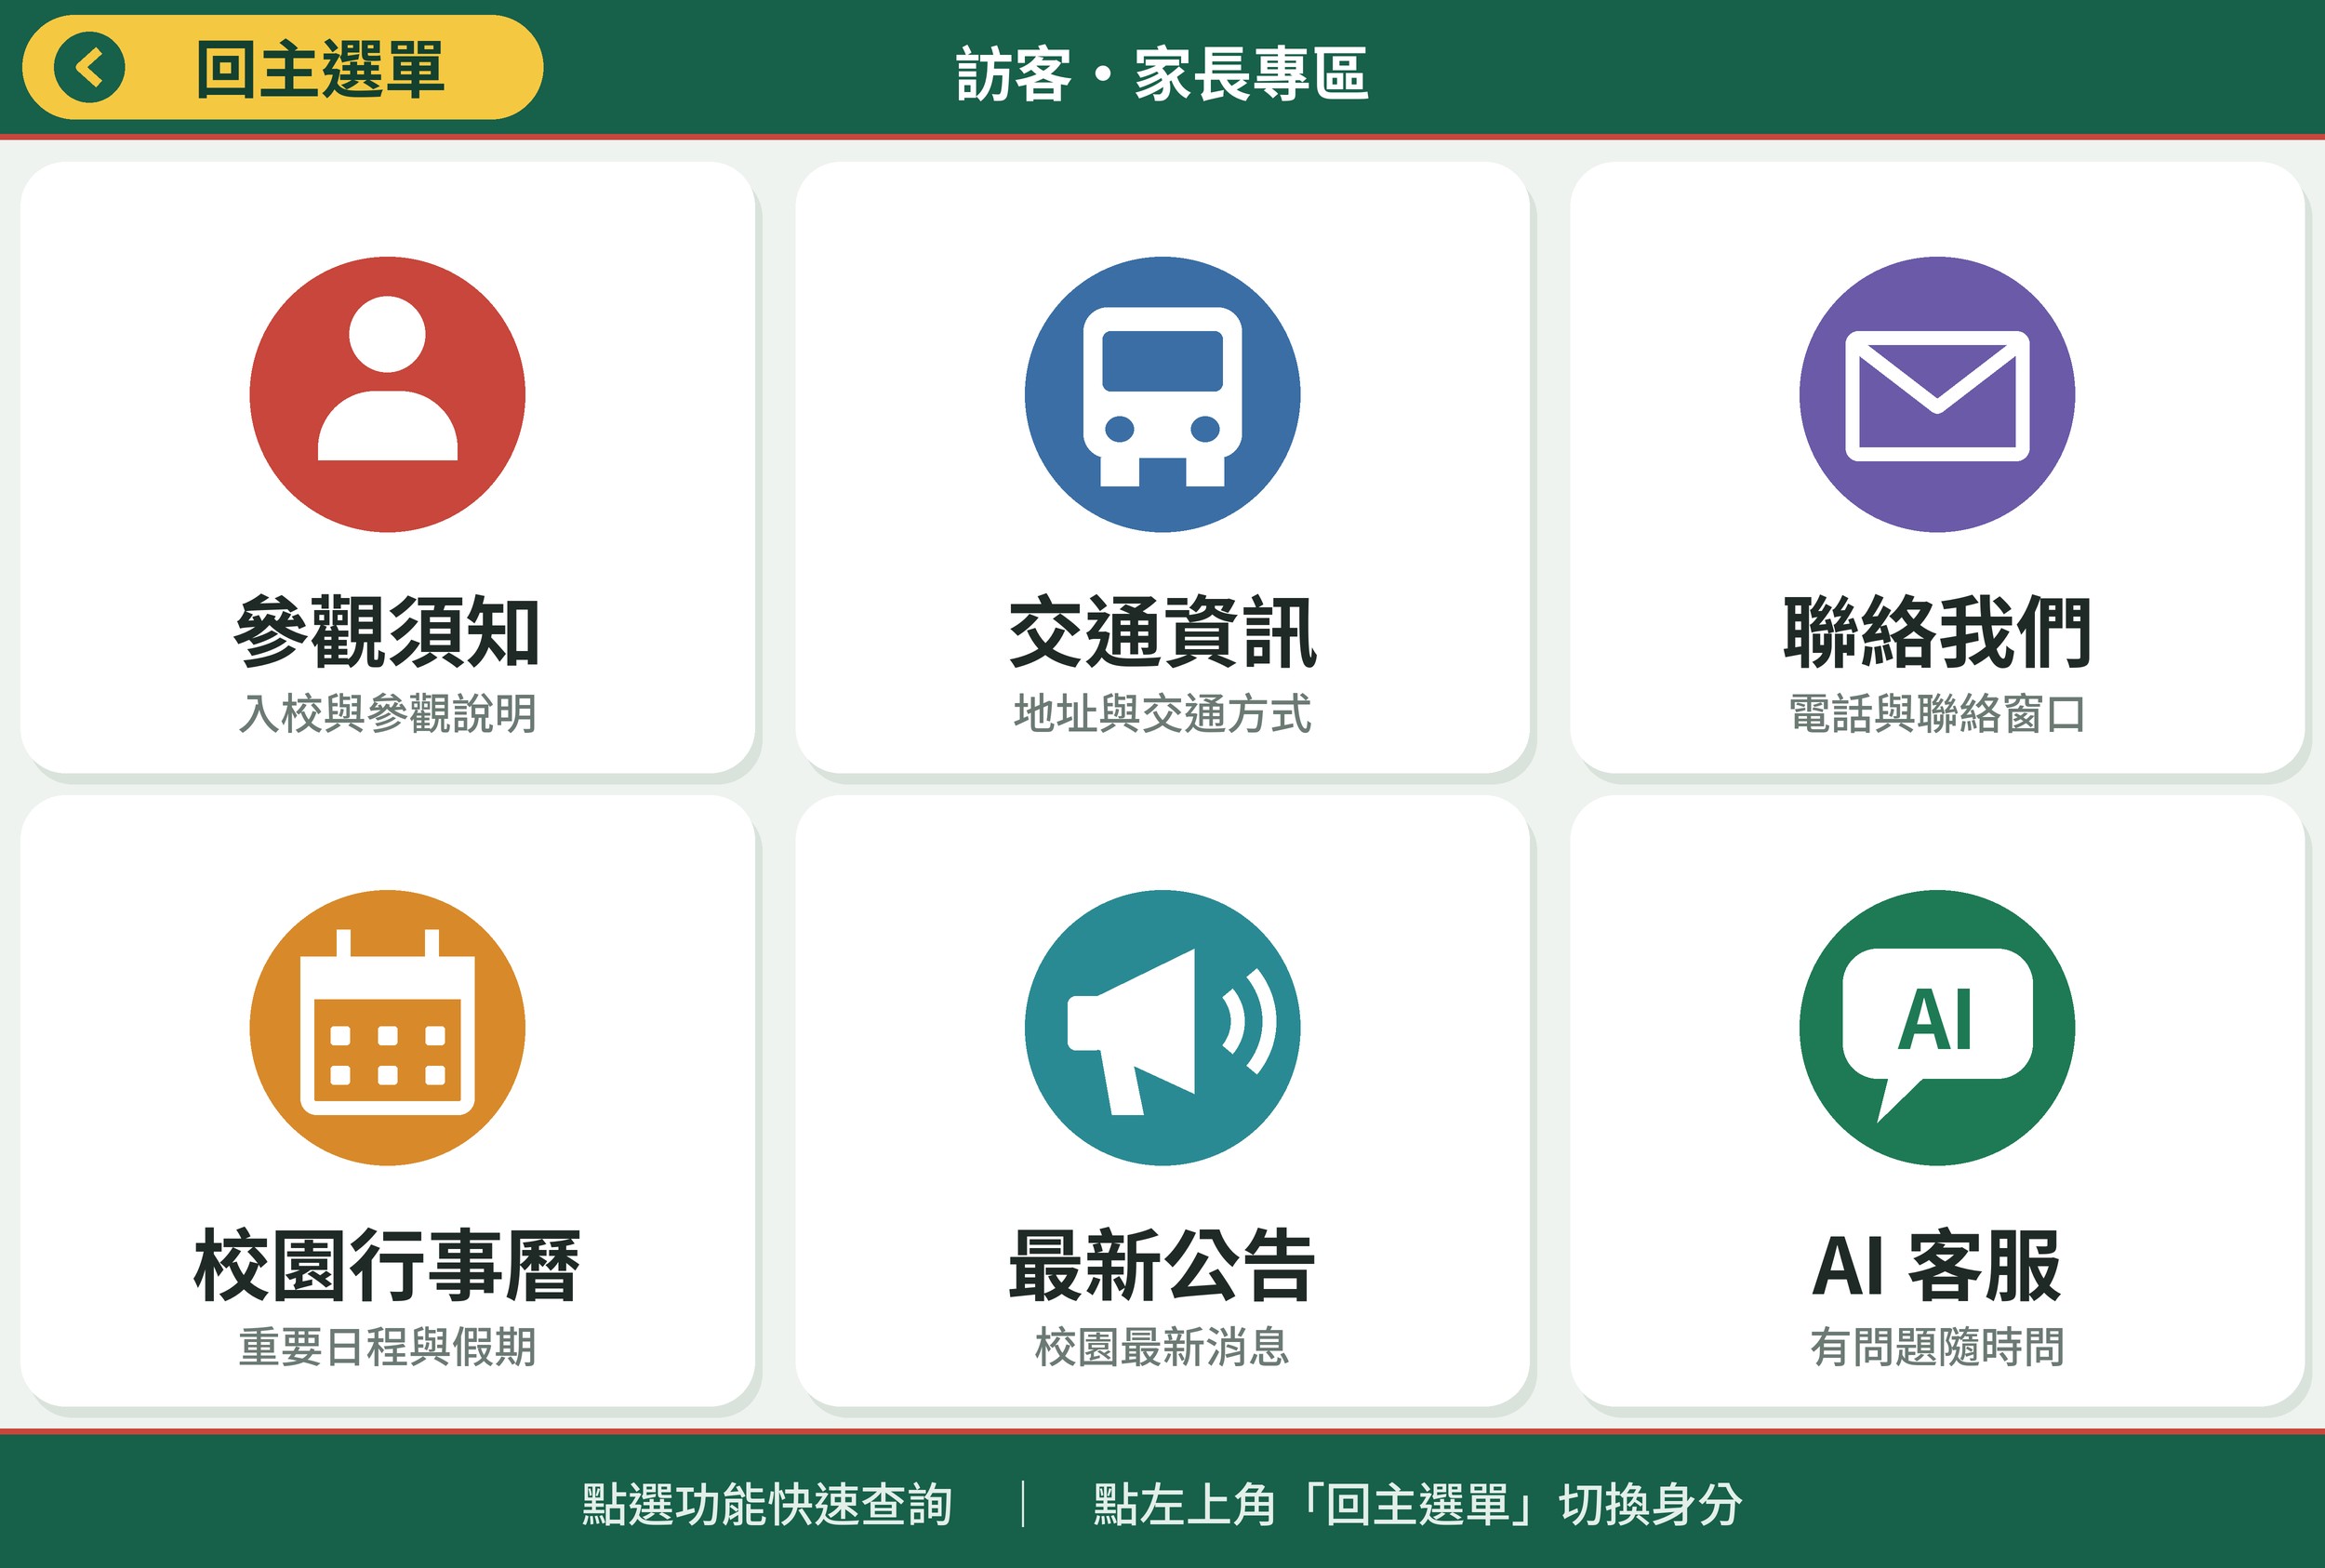 回主選單
訪客・家長專區
參觀須知
入校與參觀說明
交通資訊
地址與交通方式
聯絡我們
電話與聯絡窗口
校園行事曆
重要日程與假期
最新公告
校園最新消息
AI
AI 客服
有問題隨時問
點選功能快速查詢 | 點左上角「回主選單」切換身分